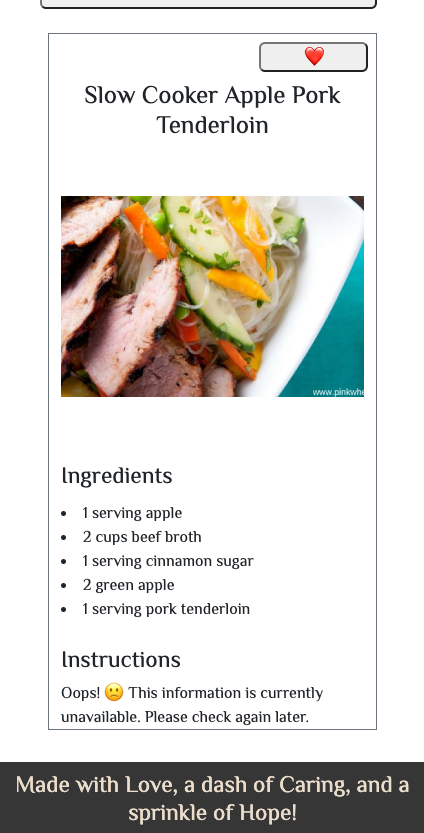 Slow Cooker Apple Pork
Tenderloin
www.pinkwhe
Ingredients
1 serving apple
2 cups beef broth
1 serving cinnamon sugar
2 green apple
1 serving pork tenderloin
Instructions
Oops! 🙁 This information is currently
unavailable. Please check again later.
Made with Love, a dash of Caring, and a
sprinkle of Hope!